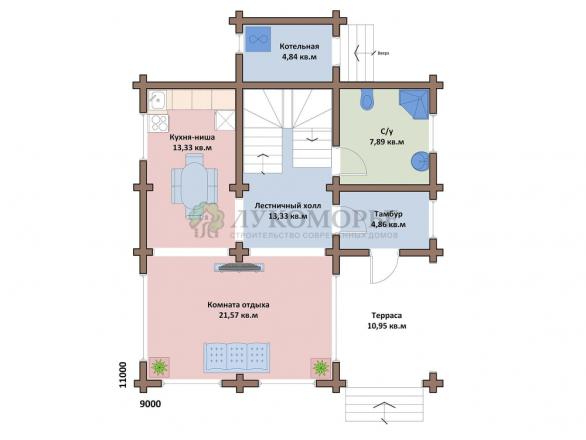 Котельная
4,84 кв.м
Вверх
Кухня-ниша
13,33 кв.м
С/у
7,89 кв.м
Лестничный холл
13,33 кв.м
Тамбур
4,86 кв.м
ЛУКОМОРЬЕ
СТРОИТЕЛЬСТВО СОВРЕМЕННЫХ ДОМОВ
Комната отдыха
21,57 кв.м
Терраса
10,95 кв.м
11000
9000